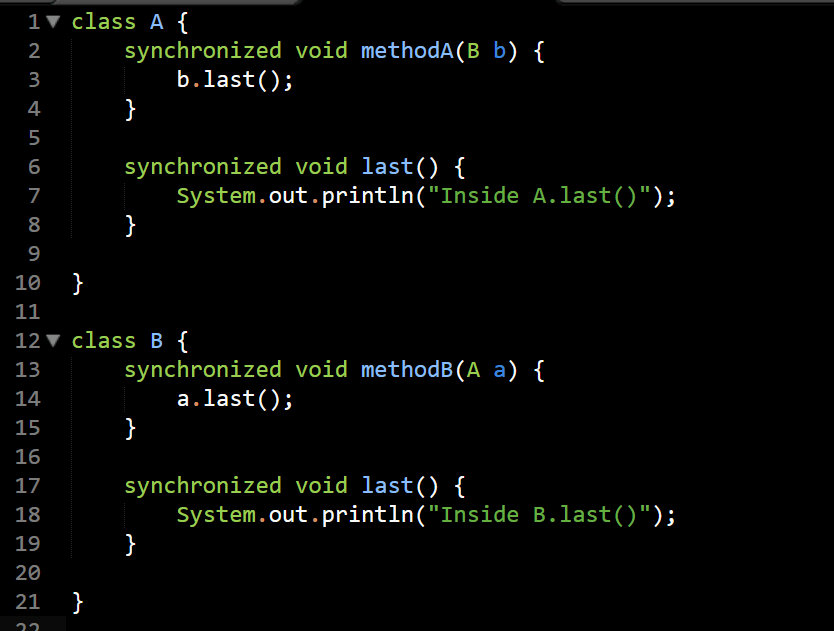 1 class A {
2     synchronized void methodA(B b) {
3         b.last();
4     }
5
6     synchronized void last() {
7         System.out.println("Inside A.last()");
8     }
9
10 }
11
12 class B {
13     synchronized void methodB(A a) {
14         a.last();
15     }
16
17     synchronized void last() {
18         System.out.println("Inside B.last()");
19     }
20
21 }
22